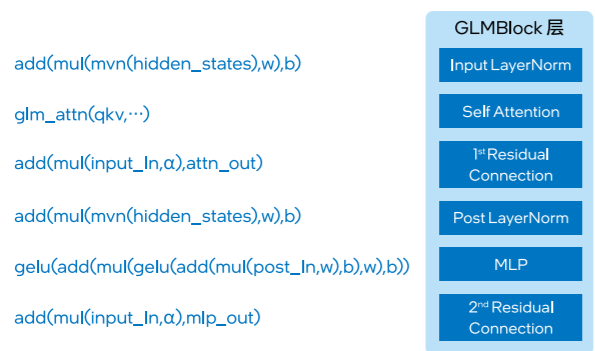 GLMBlock 层
add(mul(mvn(hidden_states),w),b)
Input LayerNorm
glm_attn(qkv,⋯)
Self Attention
add(mul(input_ln,α),attn_out)
1st Residual
Connection
add(mul(mvn(hidden_states),w),b)
Post LayerNorm
gelu(add(mul(gelu(add(mul(post_ln,w),b),w),b))
MLP
add(mul(input_ln,α),mlp_out)
2nd Residual
Connection